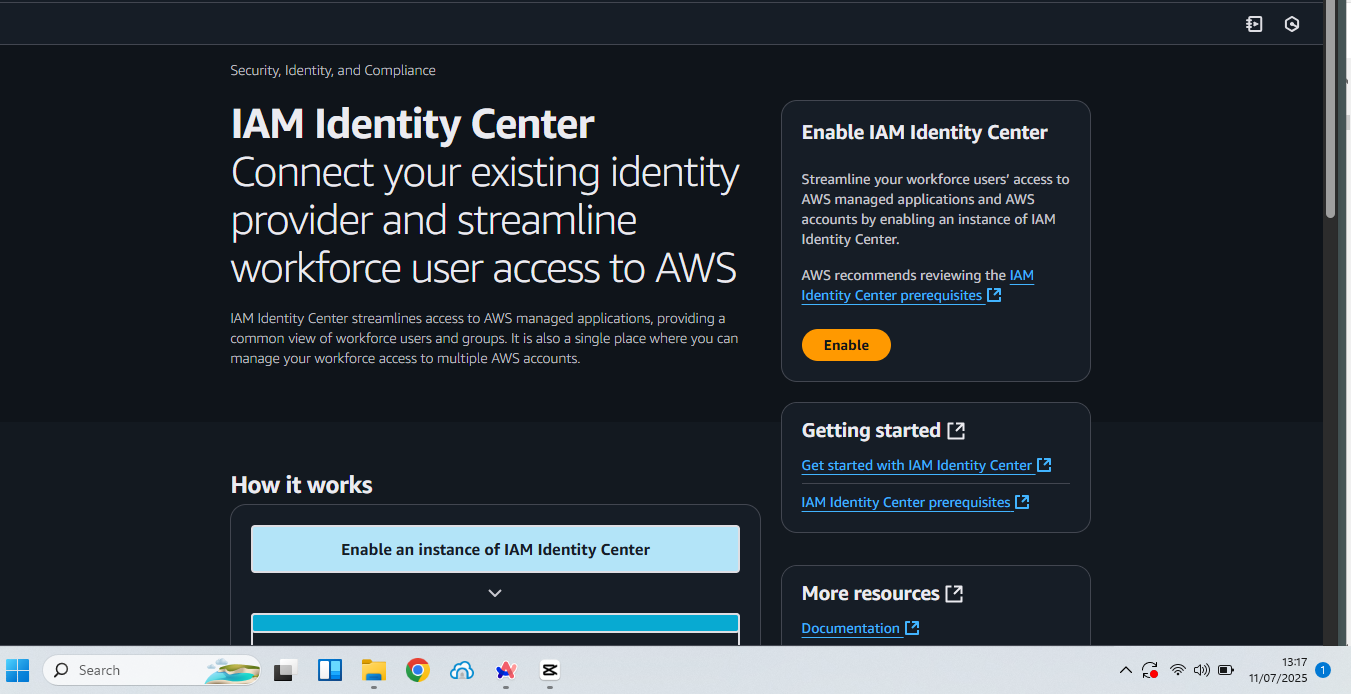 Security, Identity, and Compliance
IAM Identity Center
Connect your existing identity
provider and streamline
workforce user access to AWS
IAM Identity Center streamlines access to AWS managed applications, providing a
common view of workforce users and groups. It is also a single place where you can
manage your workforce access to multiple AWS accounts.
Enable IAM Identity Center
Streamline your workforce users' access to
AWS managed applications and AWS
accounts by enabling an instance of IAM
Identity Center.
AWS recommends reviewing the IAM
Identity Center prerequisites
Enable
Getting started
Get started with IAM Identity Center
IAM Identity Center prerequisites
How it works
Enable an instance of IAM Identity Center
More resources
Documentation
Search
13:17
11/07/2025
1